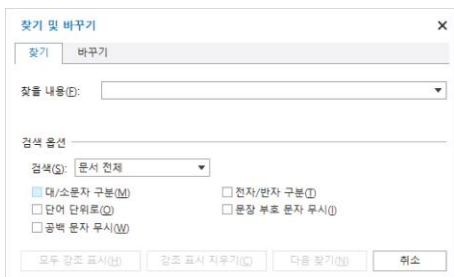 찾기 및 바꾸기
찾기 바꾸기
찾을 내용(F):
검색 옵션
검색(S): 문서 전체
대/소문자 구분(M) 전자/반자 구분(T)
단어 단위로(O) 문장 부호 문자 무시(I)
공백 문자 무시(W)
모두 강조 표시(H) 강조 표시 지우기(C) 다음 찾기(N) 취소